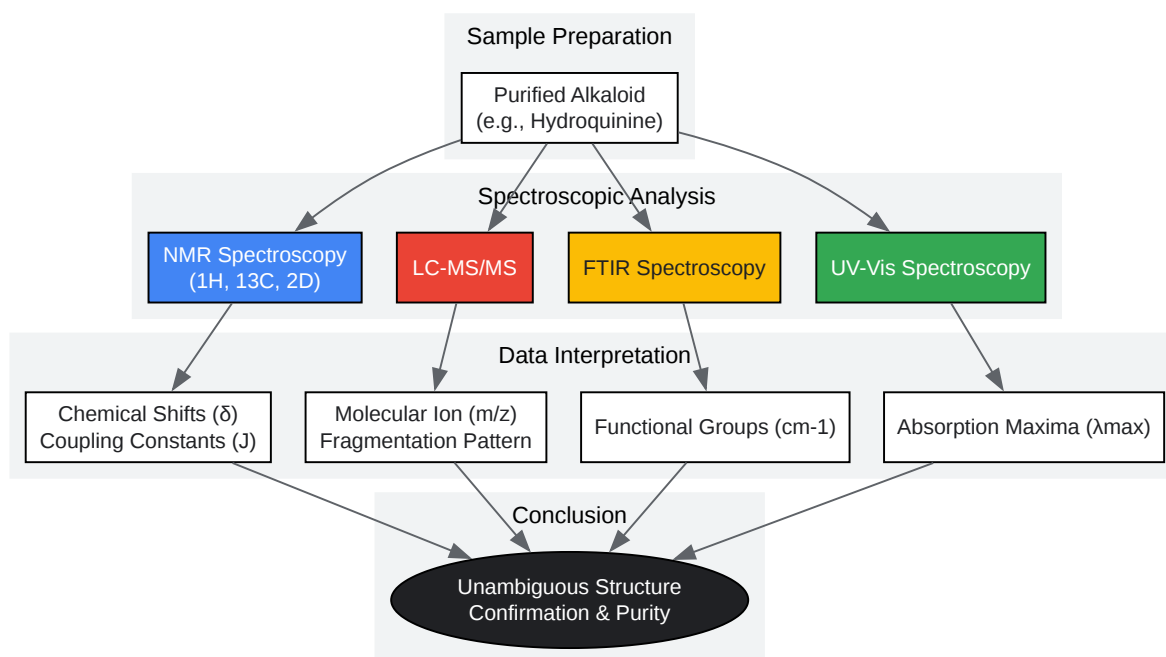 Sample Preparation
Purified Alkaloid
(e.g., Hydroquinine)
Spectroscopic Analysis
NMR Spectroscopy
(1H, 13C, 2D)
LC-MS/MS
FTIR Spectroscopy
UV-Vis Spectroscopy
Data Interpretation
Chemical Shifts (δ)
Coupling Constants (J)
Molecular Ion (m/z)
Fragmentation Pattern
Functional Groups (cm-1)
Absorption Maxima (λmax)
Conclusion
Unambiguous Structure
Confirmation & Purity